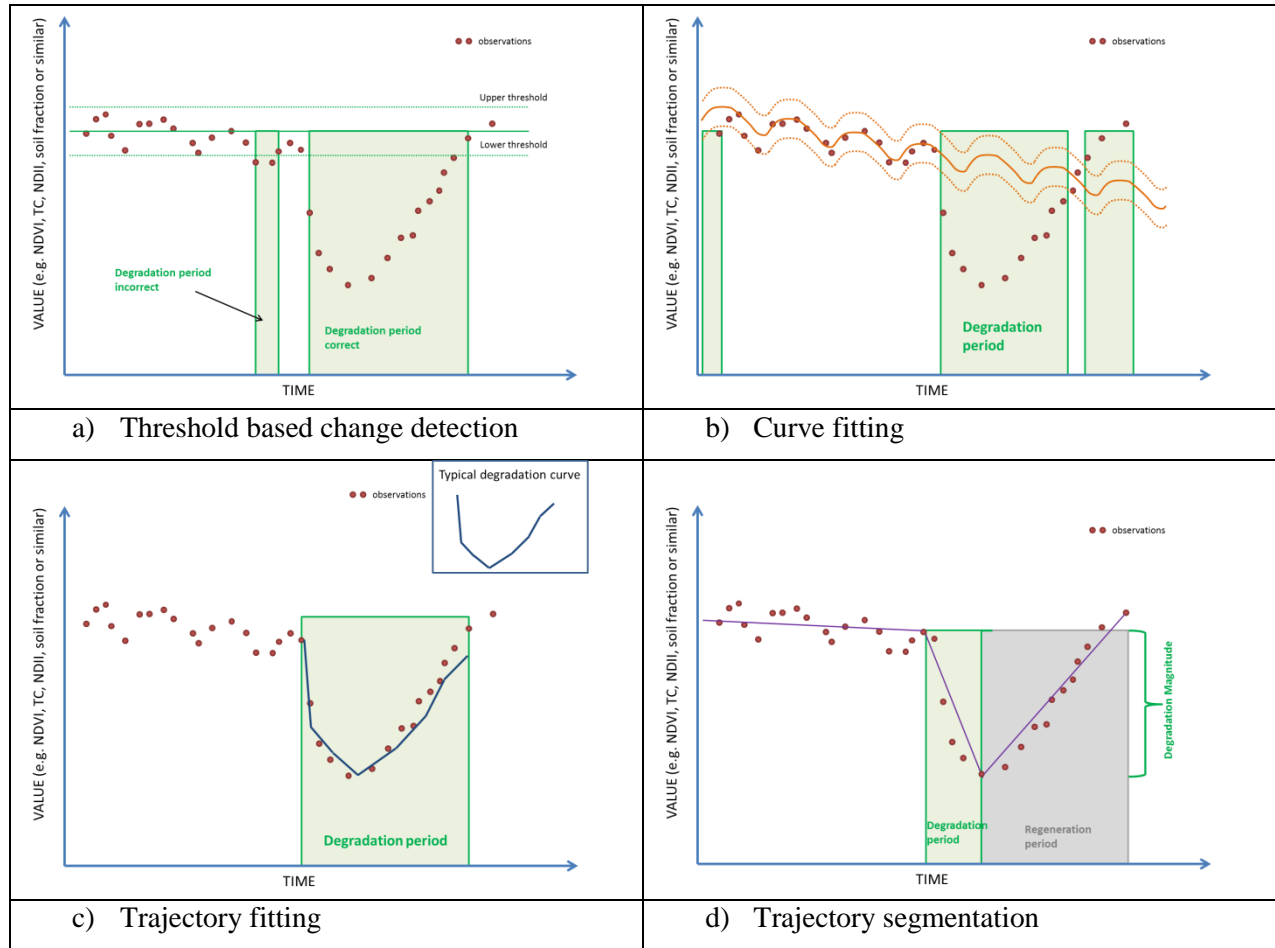 observations
Upper threshold
Lower threshold
Degradation period
incorrect
Degradation period
correct
VALUE (e.g. NDVI, TC, NDII, soil fraction or similar)
TIME
a) Threshold based change detection
observations
Degradation
period
VALUE (e.g. NDVI, TC, NDII, soil fraction or similar)
TIME
b) Curve fitting
Typical degradation curve
observations
Degradation period
VALUE (e.g. NDVI, TC, NDII, soil fraction or similar)
TIME
c) Trajectory fitting
observations
Degradation Magnitude
Degradation
period
Regeneration
period
VALUE (e.g. NDVI, TC, NDII, soil fraction or similar)
TIME
d) Trajectory segmentation